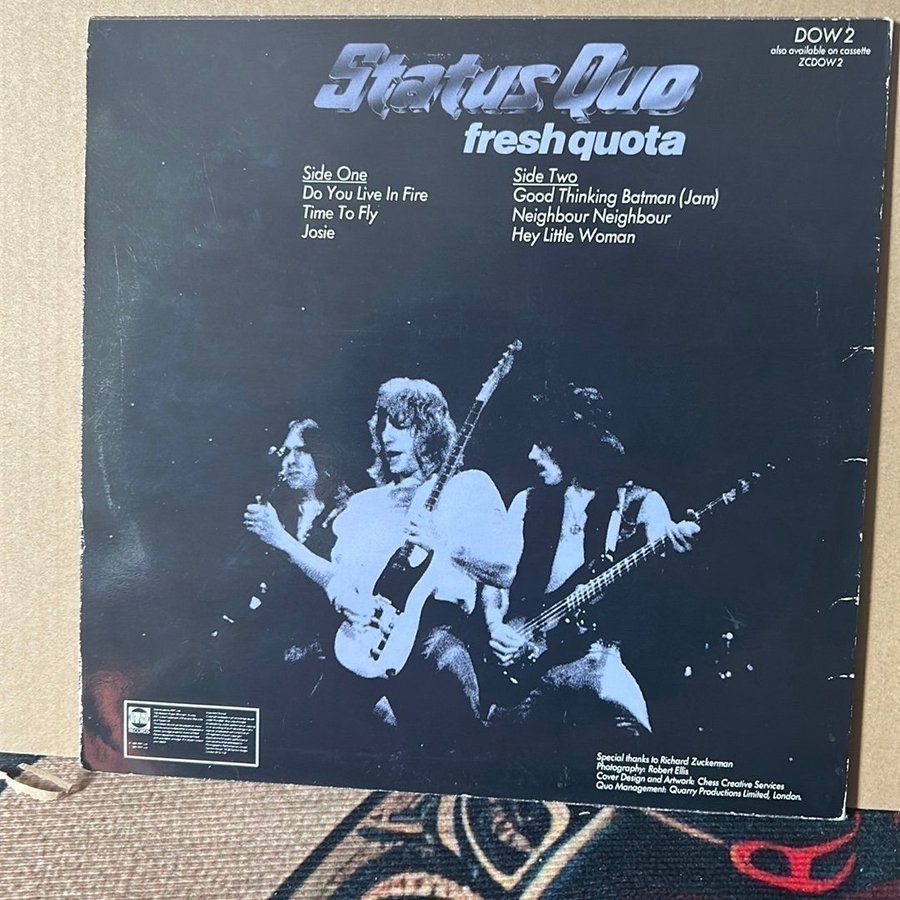 DOW 2
also available on cassette
ZCDOW 2
Status Quo
freshquota
Side One
Do You Live In Fire
Time To Fly
Josie
Side Two
Good Thinking Batman (Jam)
Neighbour Neighbour
Hey Little Woman
RECORDS
Special thanks to Richard Zuckerman
Photography: Robert Ellis
Cover Design and Artwork: Chess Creative Services
Quo Management: Quarry Productions Limited, London.